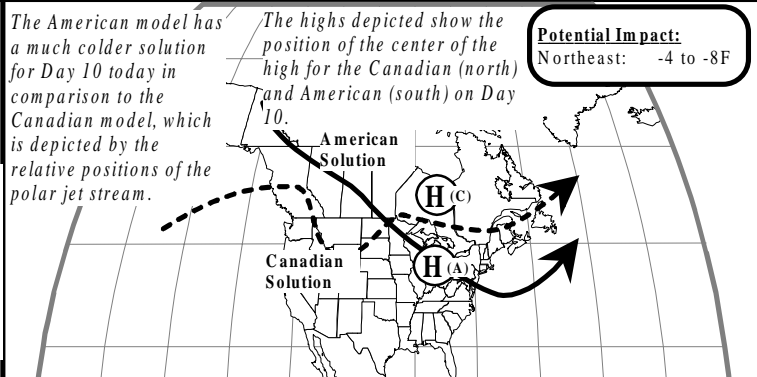 The American model has
a much colder solution
for Day 10 today in
comparison to the
Canadian model, which
is depicted by the
relative positions of the
polar jet stream.
The highs depicted show the
position of the center of the
high for the Canadian (north)
and American (south) on Day
10.
Potential Impact:
Northeast: -4 to -8F
American
Solution
H (C)
Canadian
Solution
H (A)